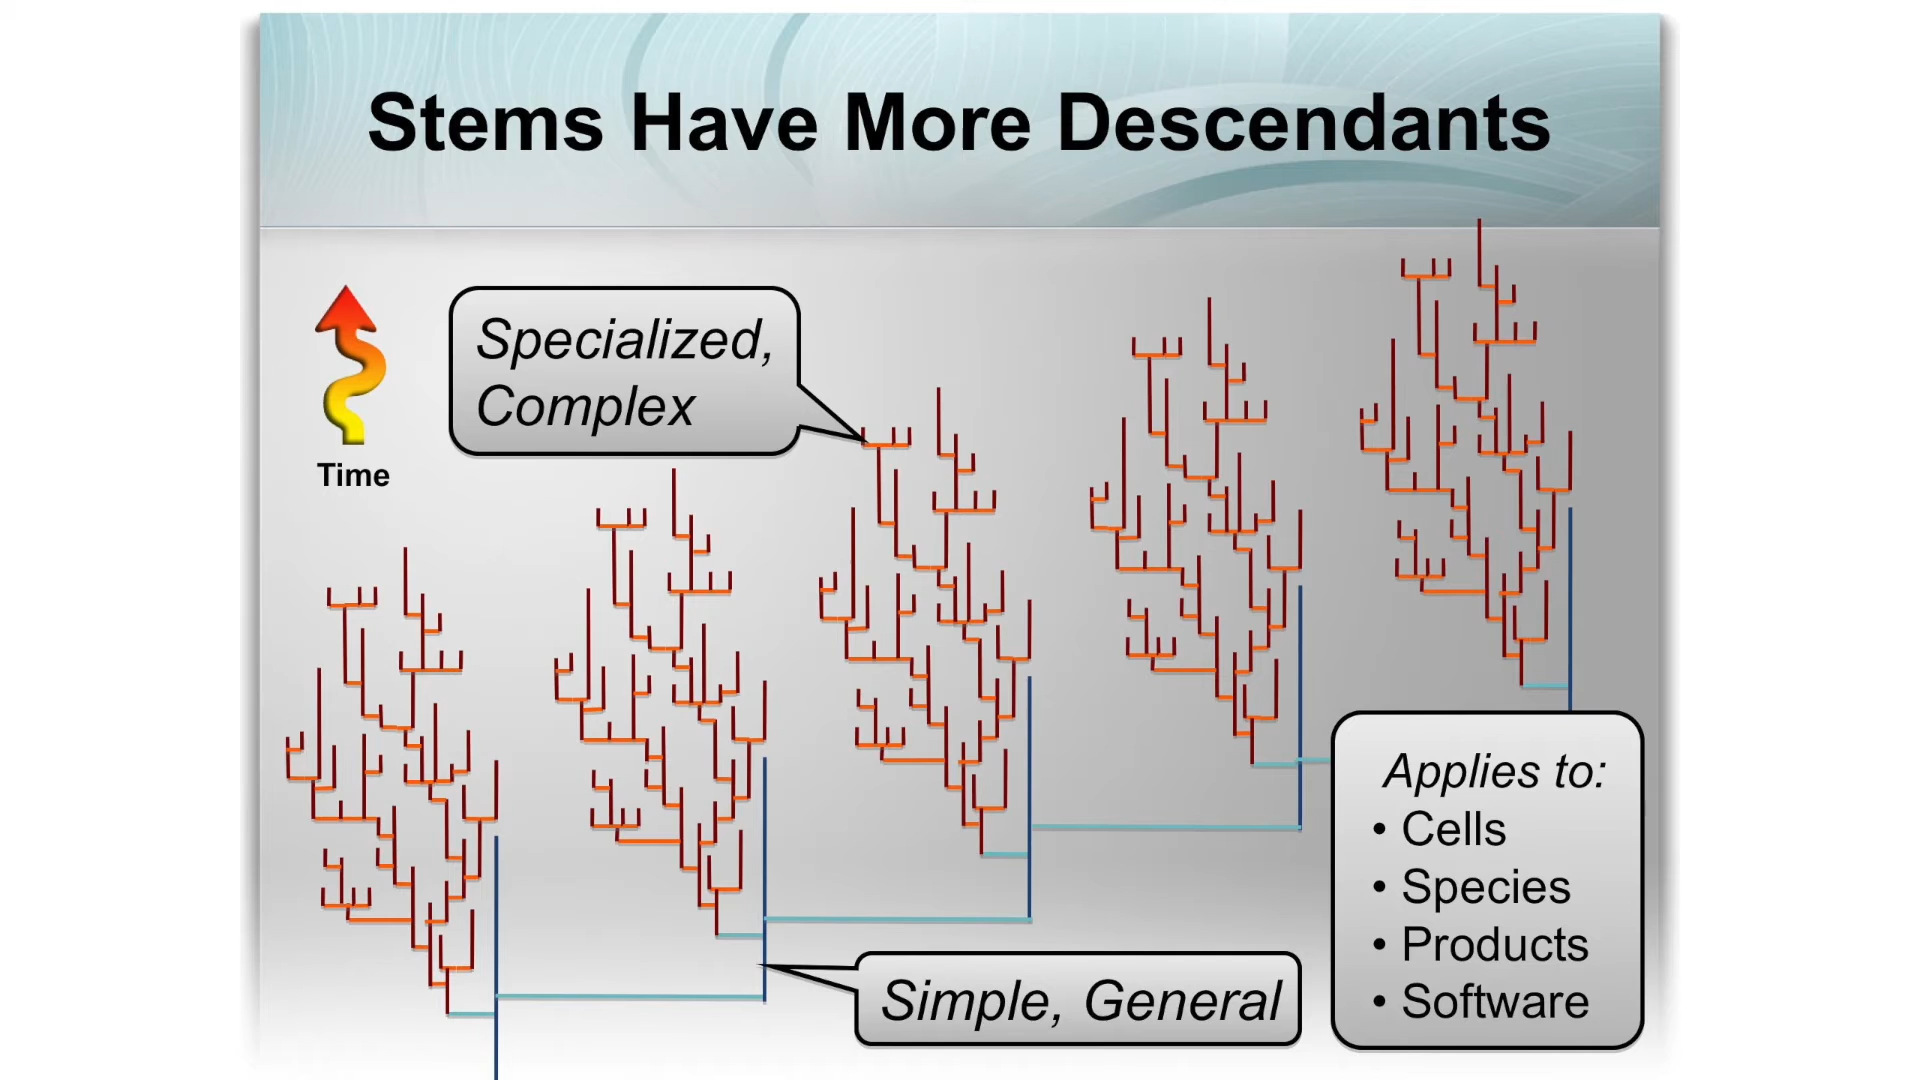 Stems Have More Descendants
Specialized,
Complex
Time
Simple, General
Applies to:
• Cells
• Species
• Products
• Software